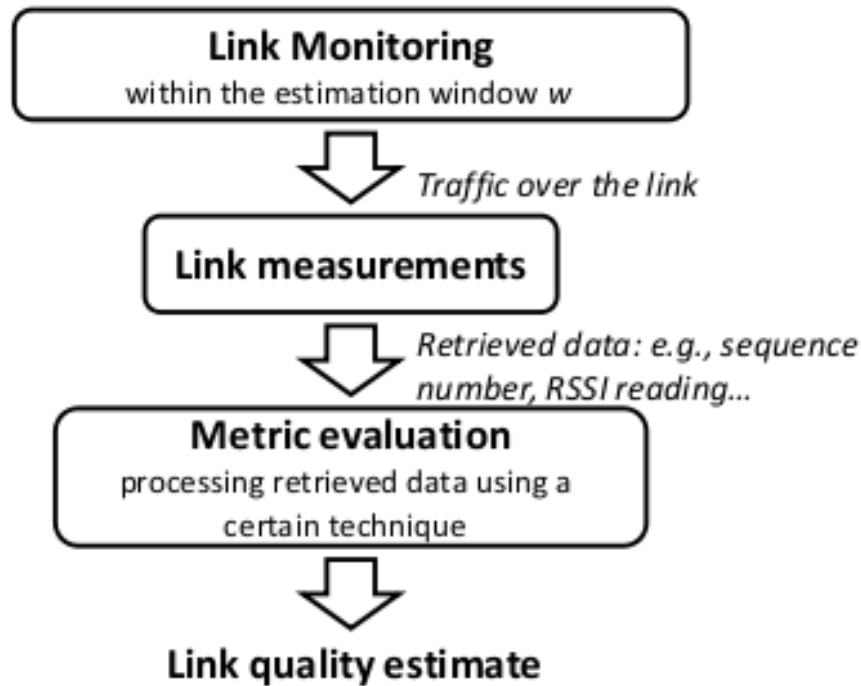 Link Monitoring
within the estimation window w
Traffic over the link
Link measurements
Retrieved data: e.g., sequence
number, RSSI reading...
Metric evaluation
processing retrieved data using a
certain technique
Link quality estimate